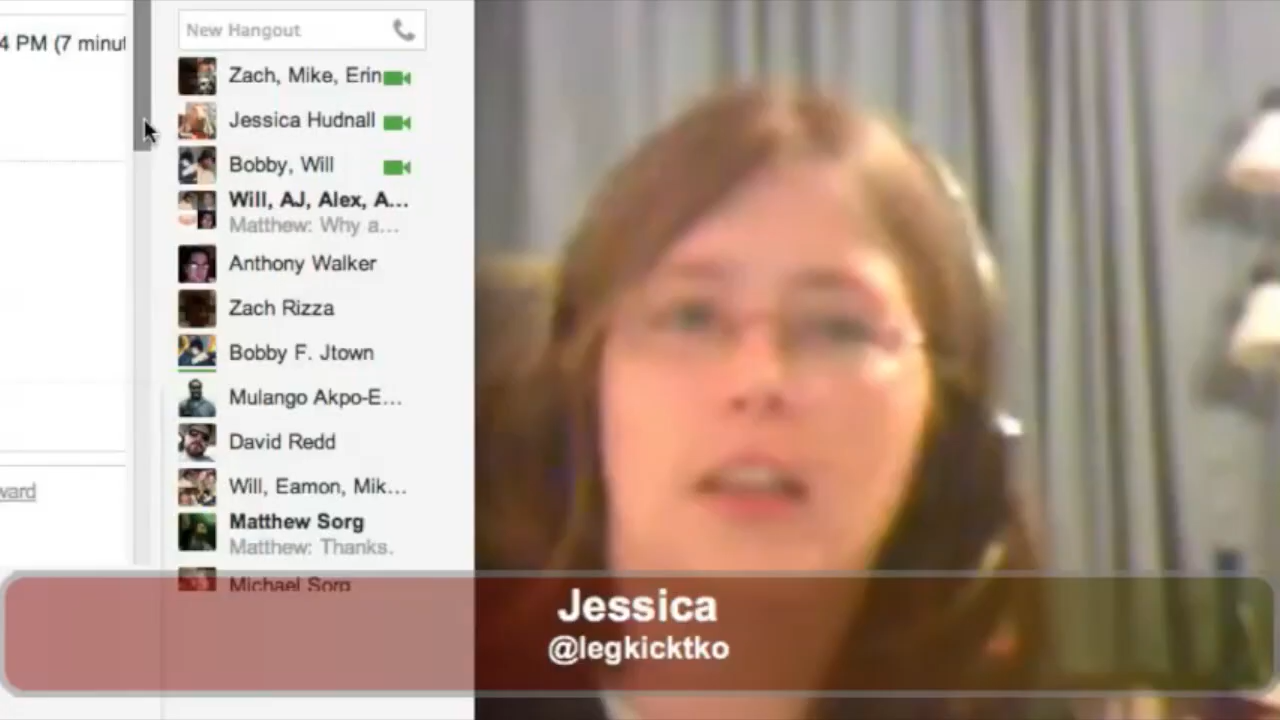 4 PM (7 minut
New Hangout
Zach, Mike, Erin
Jessica Hudnall
Bobby, Will
Will, AJ, Alex, A...
Matthew: Why a...
Anthony Walker
Zach Rizza
Bobby F. Jtown
Mulango Akpo-E...
David Redd
Will, Eamon, Mik...
ward
Matthew Sorg
Matthew: Thanks.
Michael Sorg
Jessica
@legkicktko